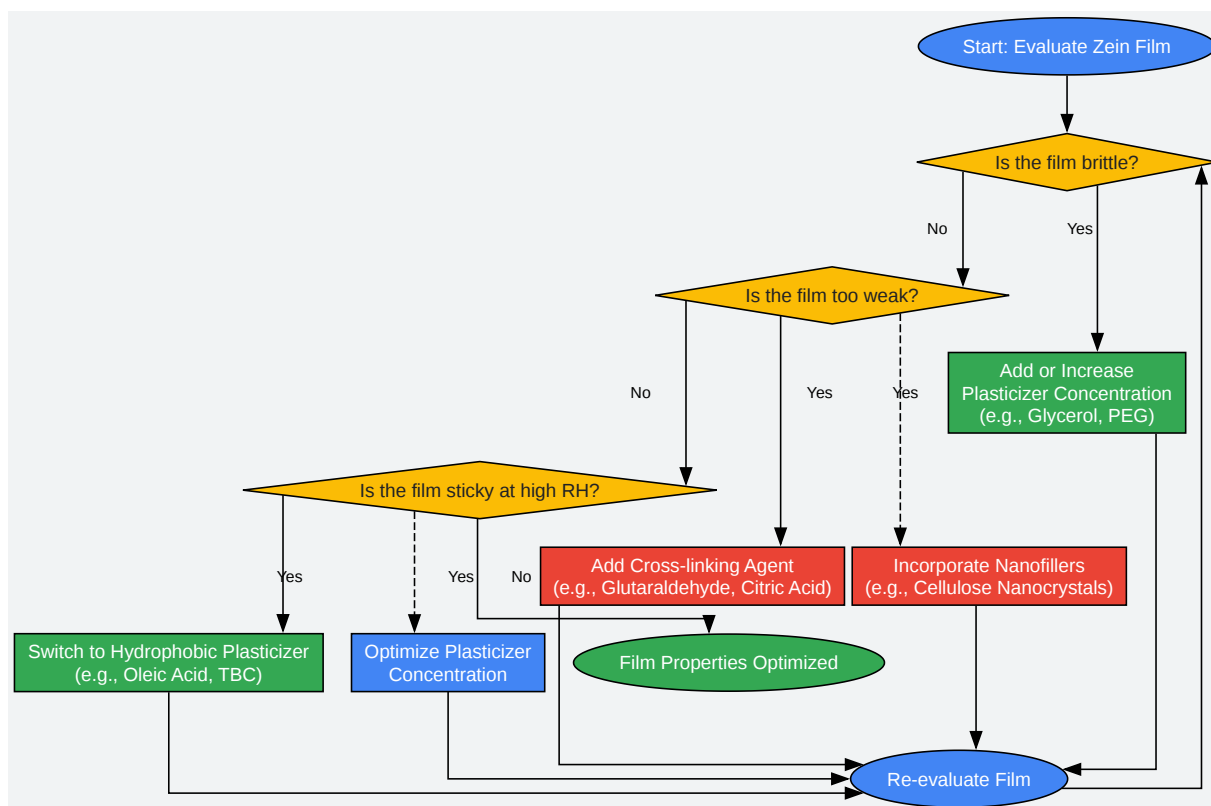 Start: Evaluate Zein Film
Is the film brittle?
No
Yes
Is the film too weak?
Add or Increase
Plasticizer Concentration
(e.g., Glycerol, PEG)
No
Yes
Yes
Is the film sticky at high RH?
Add Cross-linking Agent
(e.g., Glutaraldehyde, Citric Acid)
Incorporate Nanofillers
(e.g., Cellulose Nanocrystals)
Yes
Yes
No
Switch to Hydrophobic Plasticizer
(e.g., Oleic Acid, TBC)
Optimize Plasticizer
Concentration
Film Properties Optimized
Re-evaluate Film